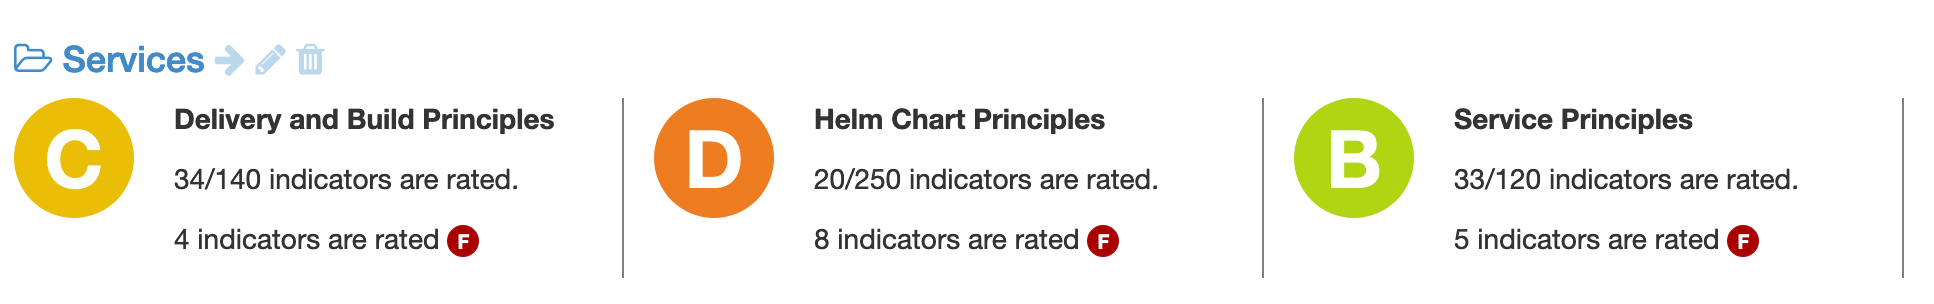 Services
C
Delivery and Build Principles
34/140 indicators are rated.
4 indicators are rated F
D
Helm Chart Principles
20/250 indicators are rated.
8 indicators are rated F
B
Service Principles
33/120 indicators are rated.
5 indicators are rated F